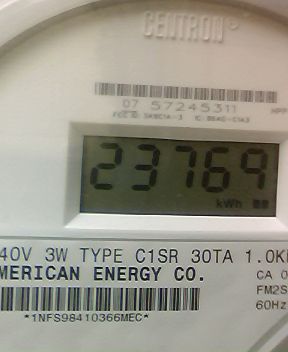 CENTRON®
07 57245311
23769
kWh
40V 3W TYPE C1SR 30TA 1.0K
MERICAN ENERGY CO.
CA 0
FM2S
60Hz
*1NFS98410366MEC*